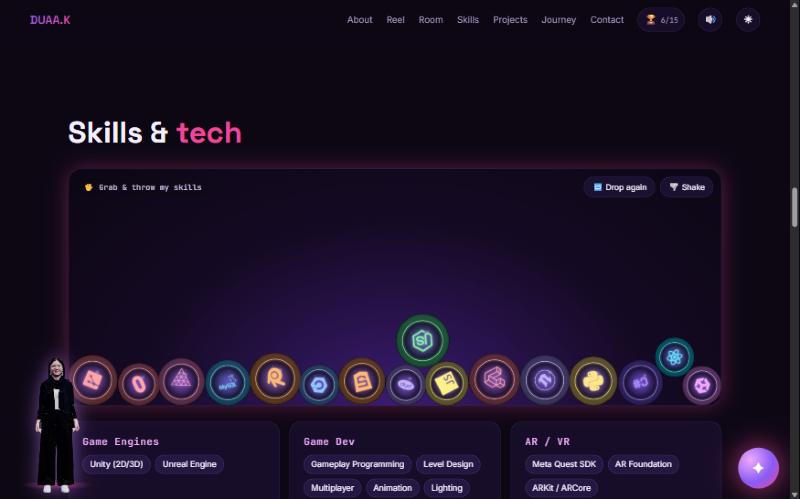 DUAA.K
About Reel Room Skills Projects Journey Contact 6/15
Skills & tech
Grab & throw my skills
Drop again Shake
MySQL
JS
C#
Game Engines
Unity (2D/3D) Unreal Engine
Game Dev
Gameplay Programming Level Design
Multiplayer Animation Lighting
AR / VR
Meta Quest SDK AR Foundation
ARKit / ARCore